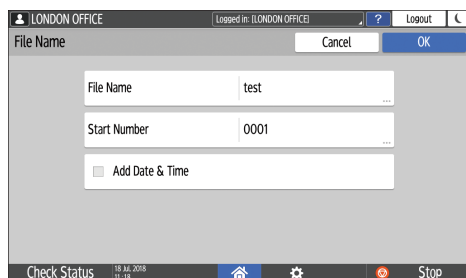 LONDON OFFICE Logged in: [LONDON OFFICE] ? Logout
File Name Cancel OK
File Name test ...
Start Number 0001 ...
Add Date & Time
Check Status 18 JUL 2018 Stop
11:18